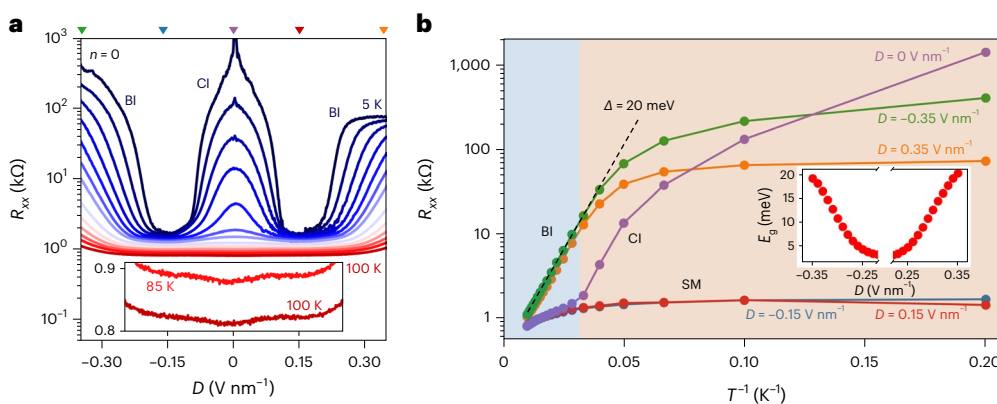 a
n = 0
BI
CI
BI
5 K
10³
10²
10¹
10⁰
10⁻¹
Rxx (kΩ)
0.9
0.8
85 K
100 K
100 K
−0.30
−0.15
0
0.15
0.30
D (V nm⁻¹)
b
1,000
100
10
1
Rxx (kΩ)
Δ = 20 meV
D = 0 V nm⁻¹
D = −0.35 V nm⁻¹
D = 0.35 V nm⁻¹
BI
CI
SM
D = −0.15 V nm⁻¹
D = 0.15 V nm⁻¹
20
15
10
5
Eg (meV)
−0.35
−0.25
0.25
0.35
D (V nm⁻¹)
0
0.05
0.10
0.15
0.20
T⁻¹ (K⁻¹)